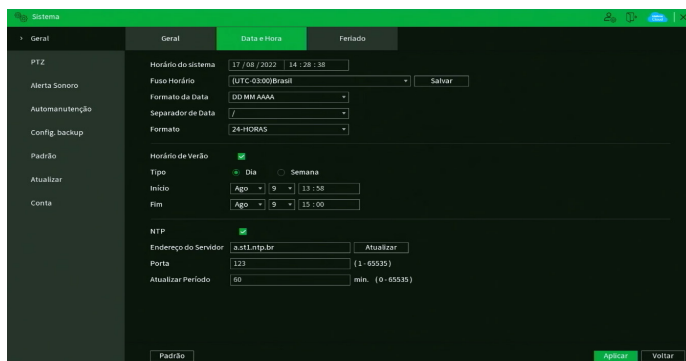 Sistema
Geral
PTZ
Alerta Sonoro
Automanutenção
Config. backup
Padrão
Atualizar
Conta
Geral Data e Hora Feriado
Horário do sistema 17 / 08 / 2022 14 : 28 : 38
Fuso Horário (UTC-03:00)Brasil Salvar
Formato da Data DD MM AAAA
Separador de Data /
Formato 24-HORAS
Horário de Verão
Tipo Dia Semana
Início Ago 9 13 : 58
Fim Ago 9 15 : 00
NTP
Endereço do Servidor a.st1.ntp.br Atualizar
Porta 123 (1-65535)
Atualizar Período 60 min. (0-65535)
Padrão Aplicar Voltar